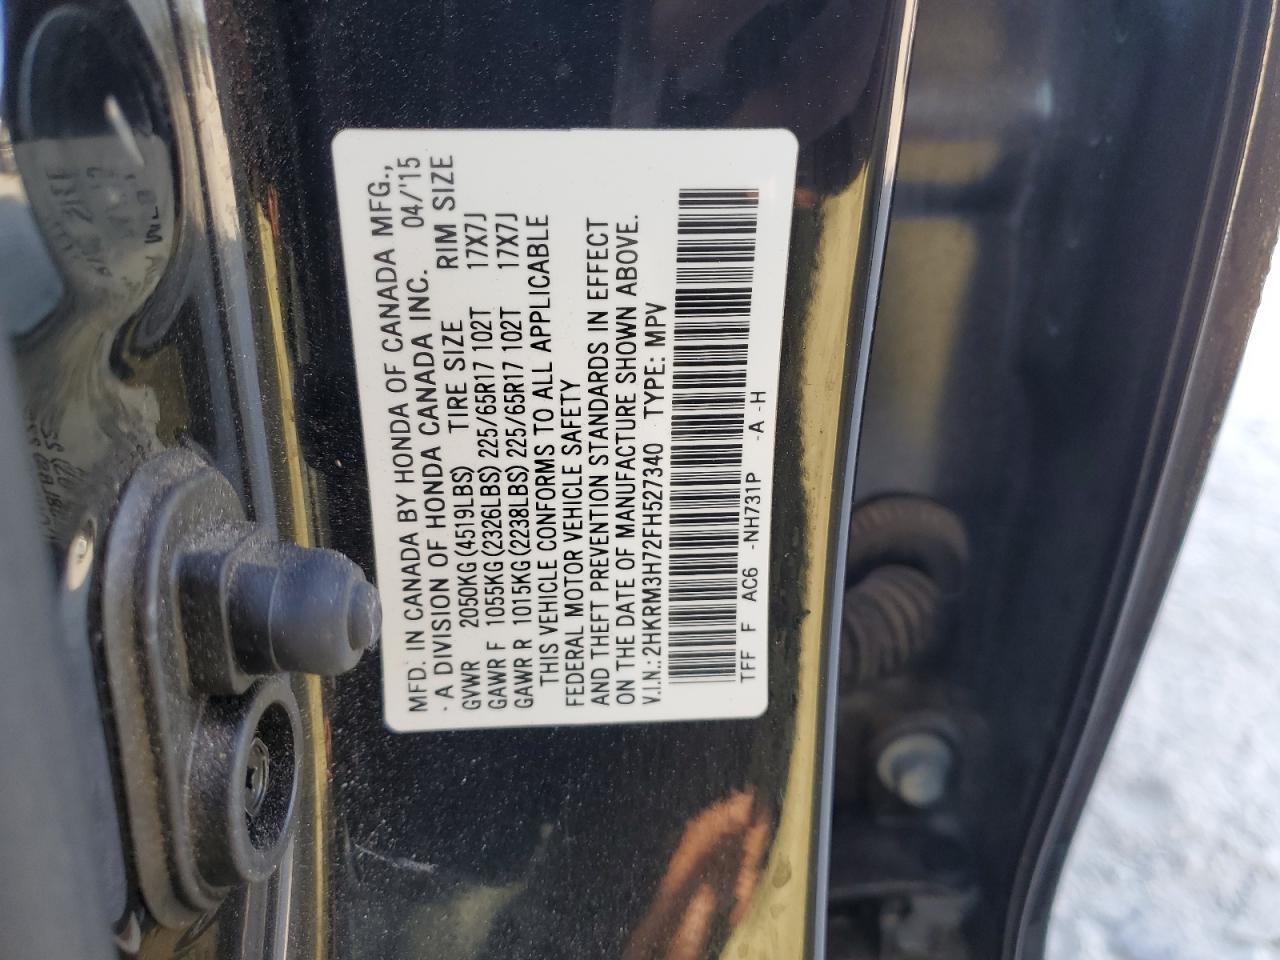 MFD. IN CANADA BY HONDA OF CANADA MFG.,
· A DIVISION OF HONDA CANADA INC. 04/'15
GVWR 2050KG(4519LBS) TIRE SIZE RIM SIZE
GAWR F 1055KG(2326LBS) 225/65R17 102T 17X7J
GAWR R 1015KG(2238LBS) 225/65R17 102T 17X7J
THIS VEHICLE CONFORMS TO ALL APPLICABLE
FEDERAL MOTOR VEHICLE SAFETY
AND THEFT PREVENTION STANDARDS IN EFFECT
ON THE DATE OF MANUFACTURE SHOWN ABOVE.
V.I.N.:2HKRM3H72FH527340 TYPE: MPV
TFF F AC6 -NH731P -A -H